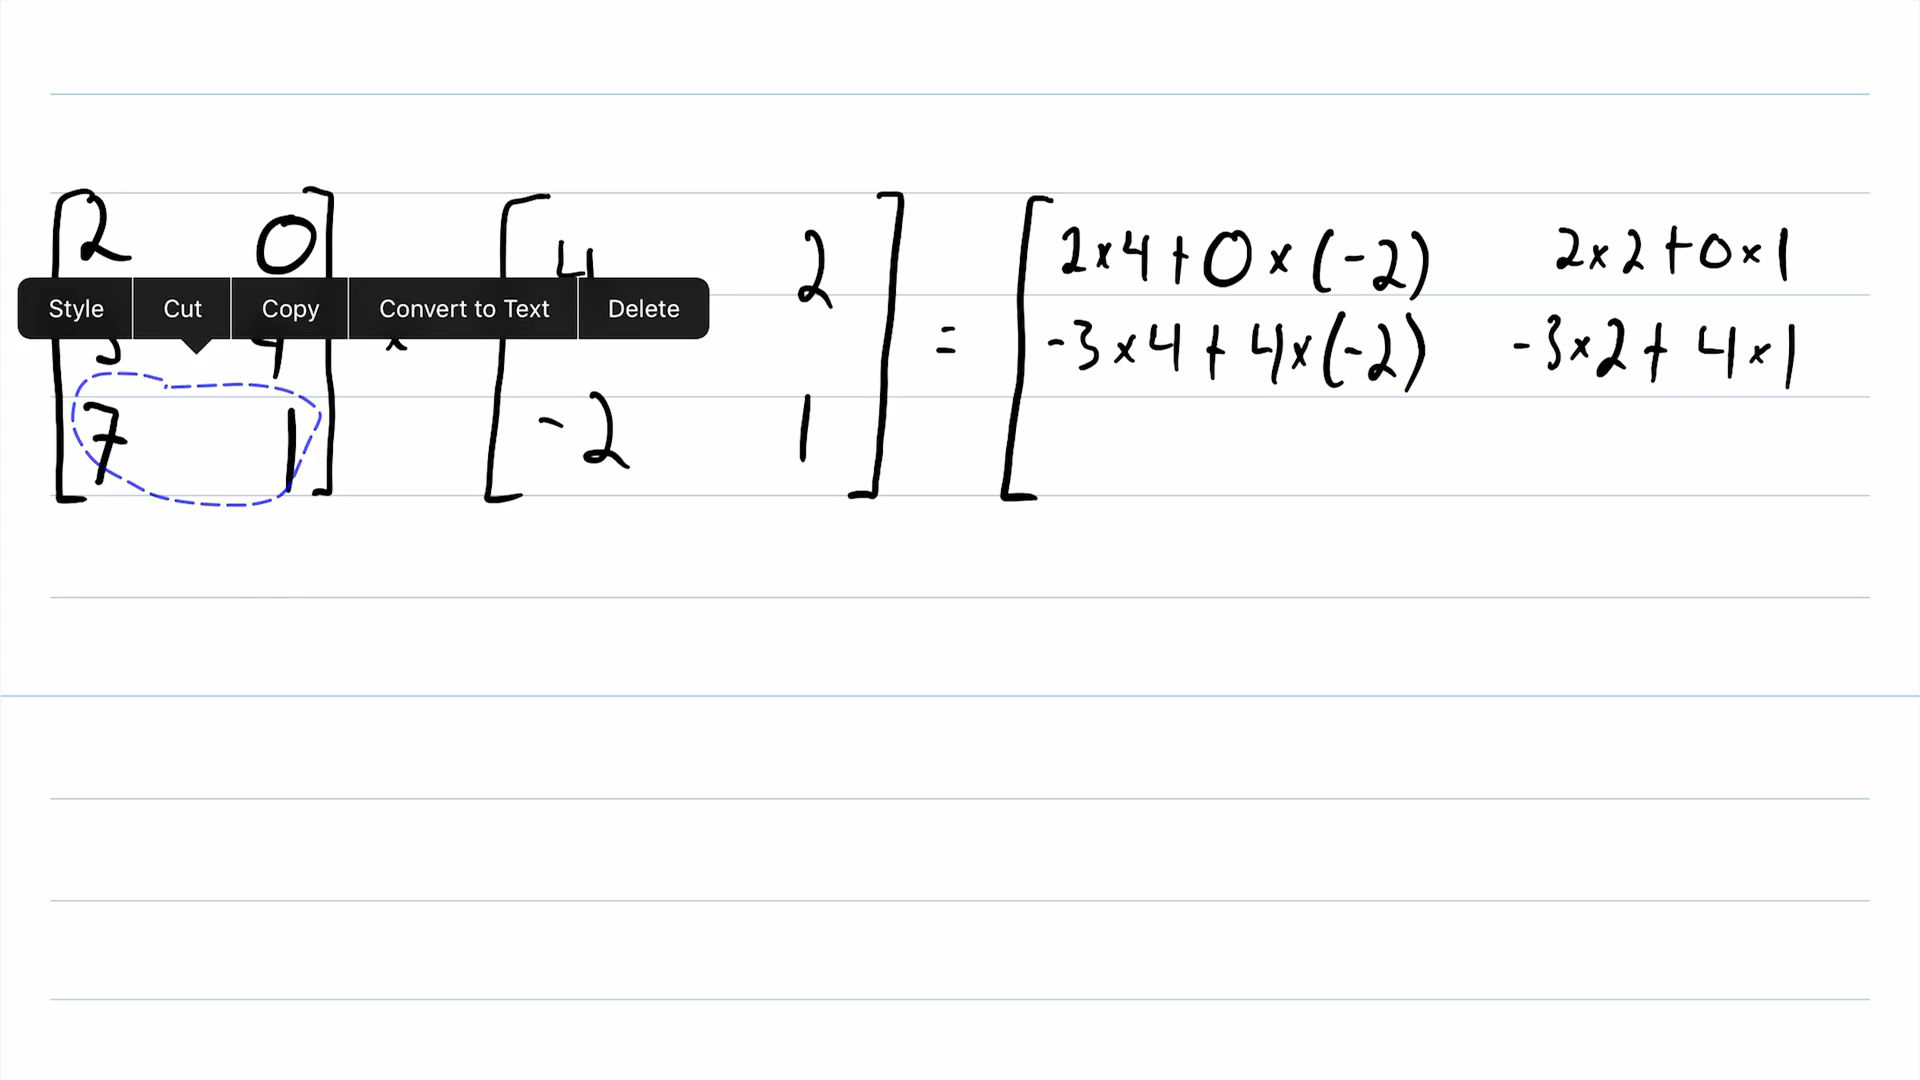 2 0 4 2 2×4+0×(-2) 2×2+0×1
Style Cut Copy Convert to Text Delete
× = -3×4+4×(-2) -3×2+4×1
7 1 -2 1